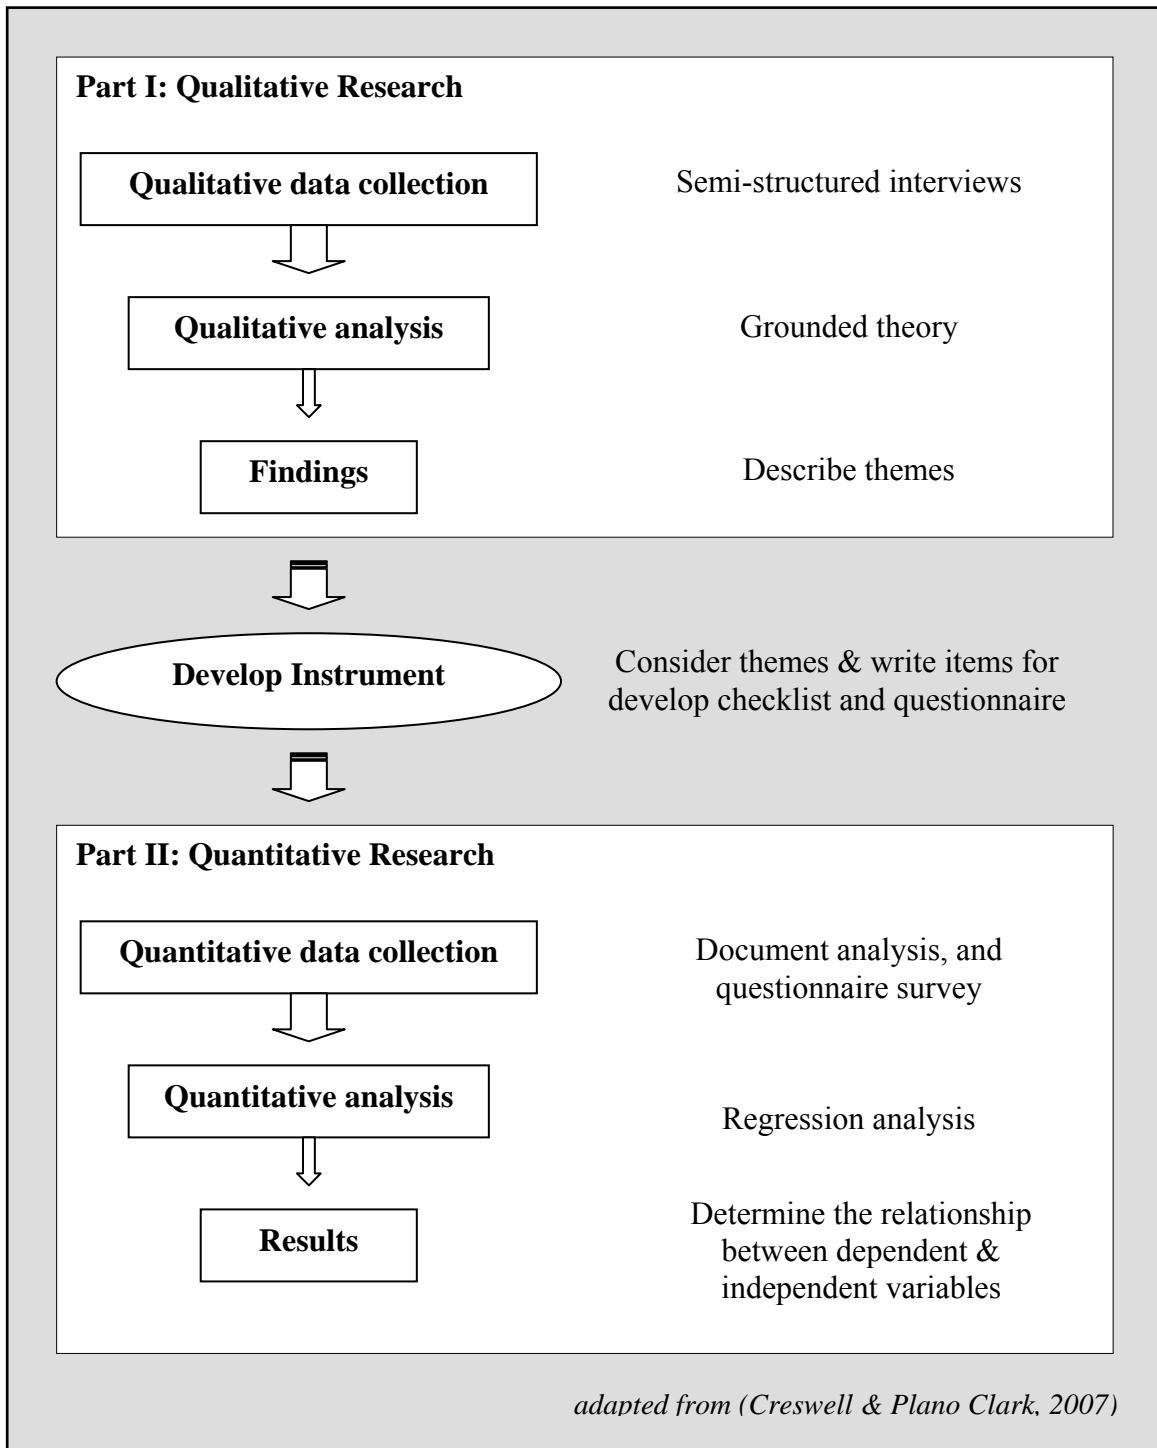 Part I: Qualitative Research
Qualitative data collection
Semi-structured interviews
Qualitative analysis
Grounded theory
Findings
Describe themes
Develop Instrument
Consider themes & write items for
develop checklist and questionnaire
Part II: Quantitative Research
Quantitative data collection
Document analysis, and
questionnaire survey
Quantitative analysis
Regression analysis
Results
Determine the relationship
between dependent &
independent variables
adapted from (Creswell & Plano Clark, 2007)